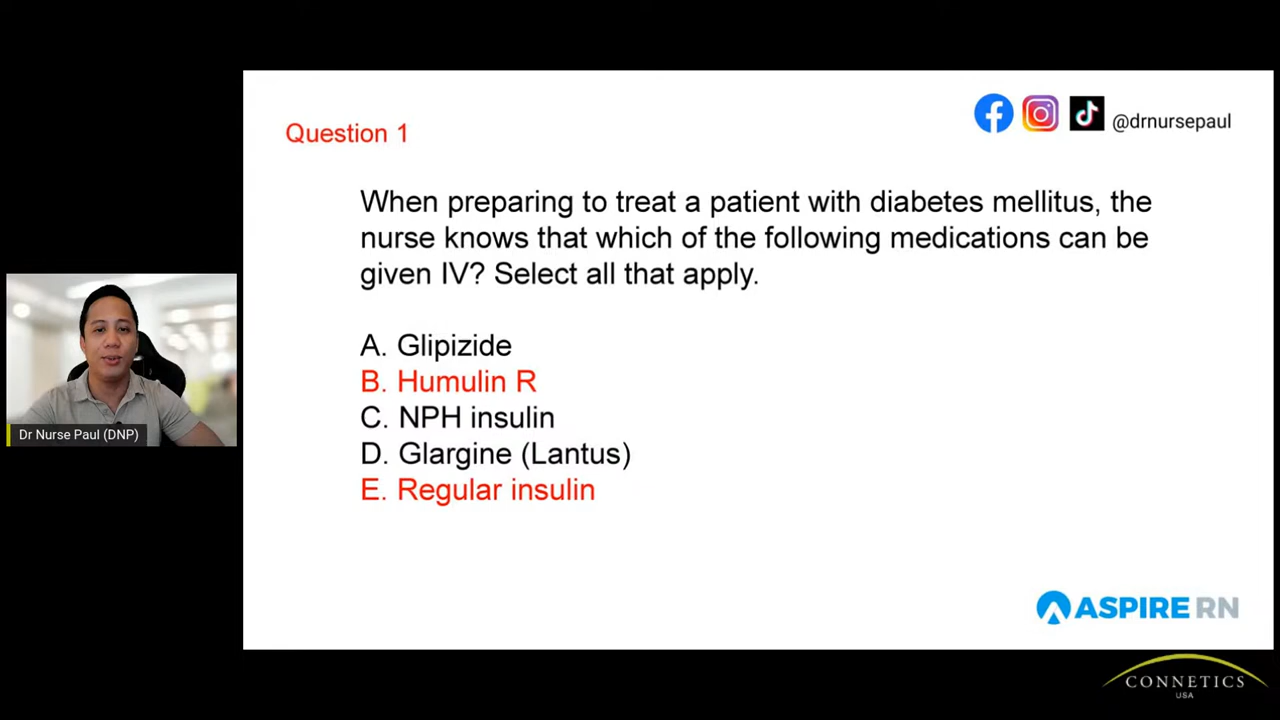 Question 1
@drnursepaul
When preparing to treat a patient with diabetes mellitus, the
nurse knows that which of the following medications can be
given IV? Select all that apply.
A. Glipizide
B. Humulin R
C. NPH insulin
D. Glargine (Lantus)
E. Regular insulin
Dr Nurse Paul (DNP)
ASPIRE RN
CONNETICS
USA